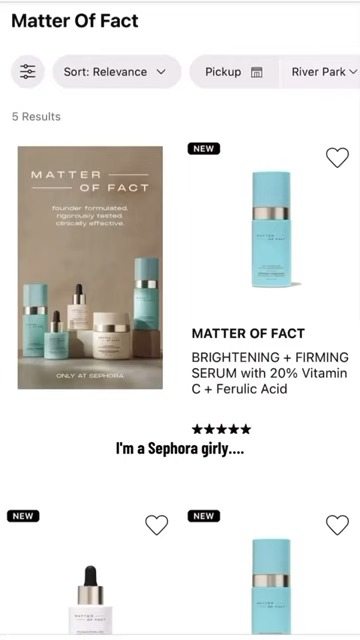 Matter Of Fact
Sort: Relevance
Pickup
River Park
5 Results
MATTER
OF FACT
founder formulated.
rigorously tested.
clinically effective.
ONLY AT SEPHORA
NEW
MATTER OF FACT
BRIGHTENING + FIRMING
SERUM with 20% Vitamin
C + Ferulic Acid
I'm a Sephora girly....
NEW
NEW